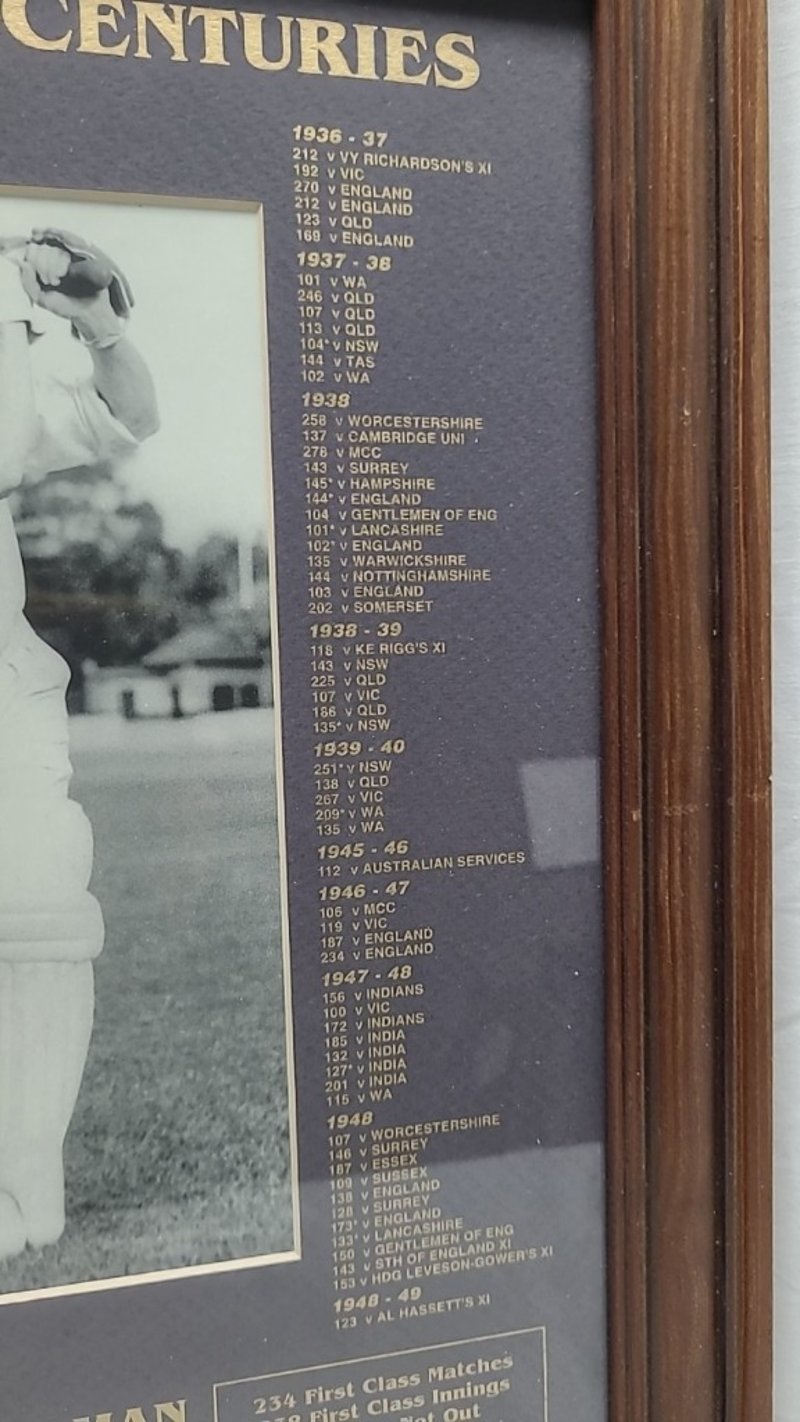 CENTURIES
1936 - 37
212 v VY RICHARDSON'S XI
192 v VIC
270 v ENGLAND
212 v ENGLAND
123 v QLD
169 v ENGLAND
1937 - 38
101 v WA
246 v QLD
107 v QLD
113 v QLD
104* v NSW
144 v TAS
102 v WA
1938
258 v WORCESTERSHIRE
137 v CAMBRIDGE UNI
278 v MCC
143 v SURREY
145* v HAMPSHIRE
144* v ENGLAND
104 v GENTLEMEN OF ENG
101* v LANCASHIRE
102* v ENGLAND
135 v WARWICKSHIRE
144 v NOTTINGHAMSHIRE
103 v ENGLAND
202 v SOMERSET
1938 - 39
118 v KE RIGG'S XI
143 v NSW
225 v QLD
107 v VIC
186 v QLD
135* v NSW
1939 - 40
251* v NSW
138 v QLD
267 v VIC
209* v WA
135 v WA
1945 - 46
112 v AUSTRALIAN SERVICES
1946 - 47
106 v MCC
119 v VIC
187 v ENGLAND
234 v ENGLAND
1947 - 48
156 v INDIANS
100 v VIC
172 v INDIANS
185 v INDIA
132 v INDIA
127* v INDIA
201 v INDIA
115 v WA
1948
107 v WORCESTERSHIRE
146 v SURREY
187 v ESSEX
109 v SUSSEX
138 v ENGLAND
128 v SURREY
173* v ENGLAND
133* v LANCASHIRE
150 v GENTLEMEN OF ENG
143 v STH OF ENGLAND XI
153 v HDG LEVESON-GOWER'S XI
1948 - 49
123 v AL HASSETT'S XI
234 First Class Matches
First Class Innings
Not Out